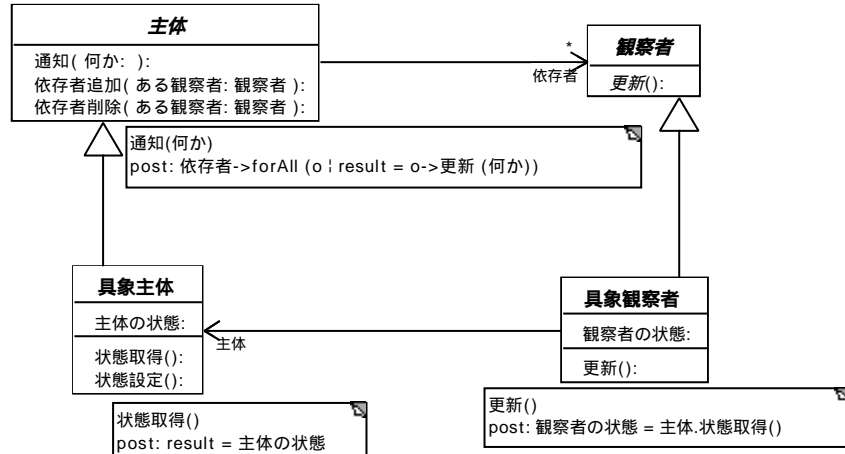 主体
通知( 何か: ):
依存者追加( ある観察者: 観察者 ):
依存者削除( ある観察者: 観察者 ):
*
依存者
観察者
更新():
通知(何か)
post: 依存者->forAll (o ¦ result = o->更新 (何か))
具象主体
主体の状態:
状態取得():
状態設定():
主体
具象観察者
観察者の状態:
更新():
状態取得()
post: result = 主体の状態
更新()
post: 観察者の状態 = 主体.状態取得()